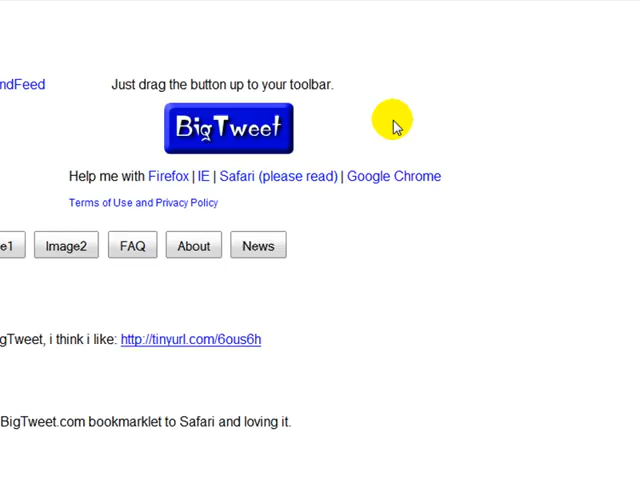 ndFeed Just drag the button up to your toolbar.
BigTweet
Help me with Firefox | IE | Safari (please read) | Google Chrome
Terms of Use and Privacy Policy
e1 Image2 FAQ About News
gTweet, i think i like: http://tinyurl.com/6ous6h
BigTweet.com bookmarklet to Safari and loving it.